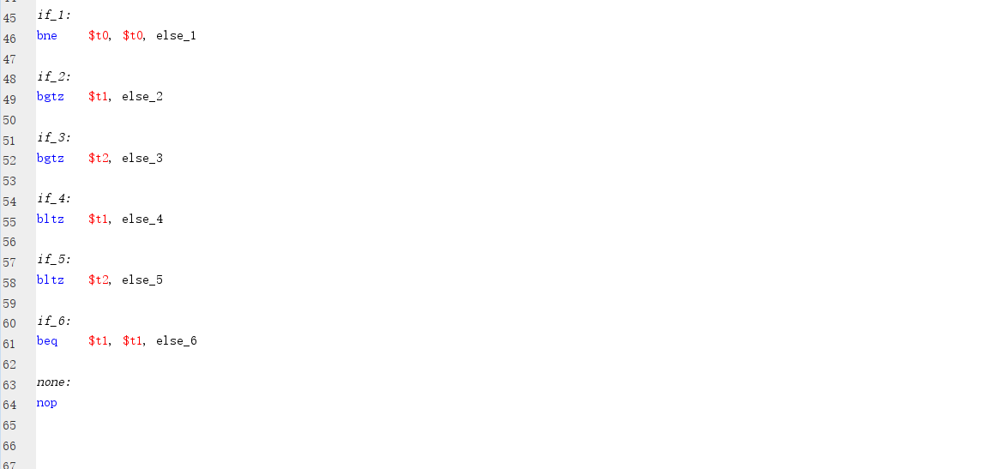 45 if_1:
46 bne $t0, $t0, else_1
47
48 if_2:
49 bgtz $t1, else_2
50
51 if_3:
52 bgtz $t2, else_3
53
54 if_4:
55 bltz $t1, else_4
56
57 if_5:
58 bltz $t2, else_5
59
60 if_6:
61 beq $t1, $t1, else_6
62
63 none:
64 nop
65
66
67